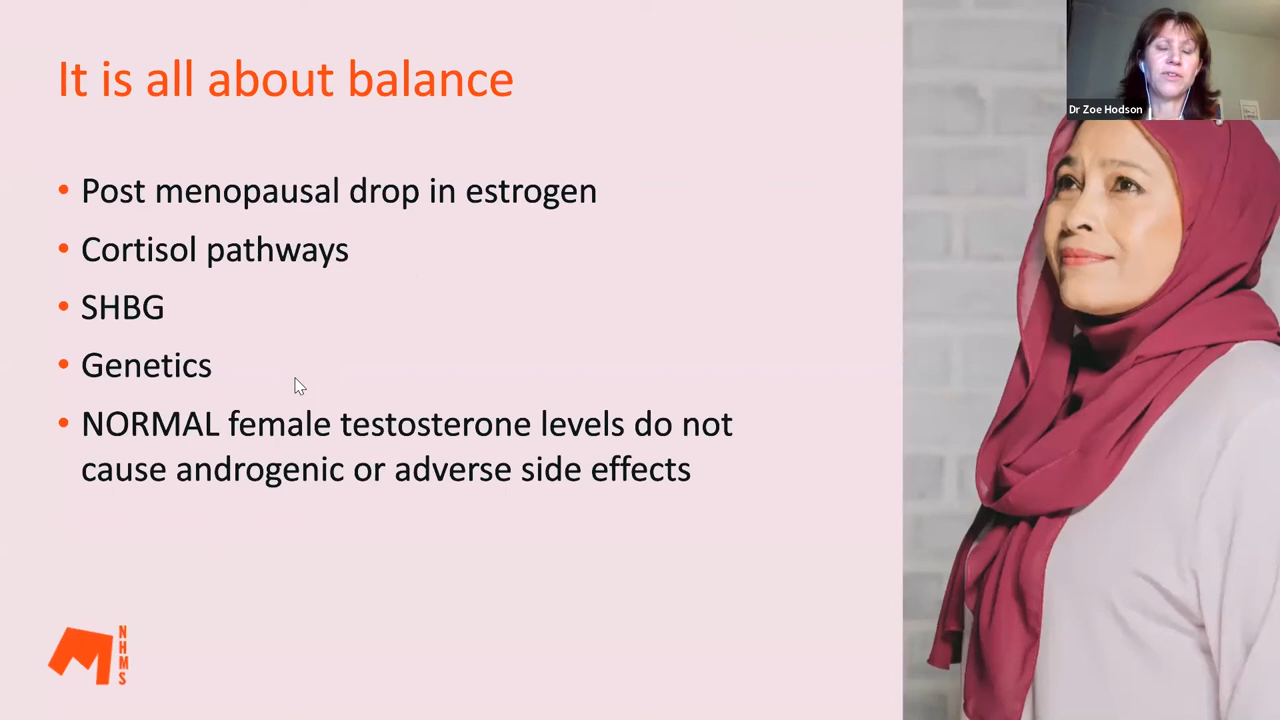 It is all about balance
Dr Zoe Hodson
• Post menopausal drop in estrogen
• Cortisol pathways
• SHBG
• Genetics
• NORMAL female testosterone levels do not
cause androgenic or adverse side effects
NHMS